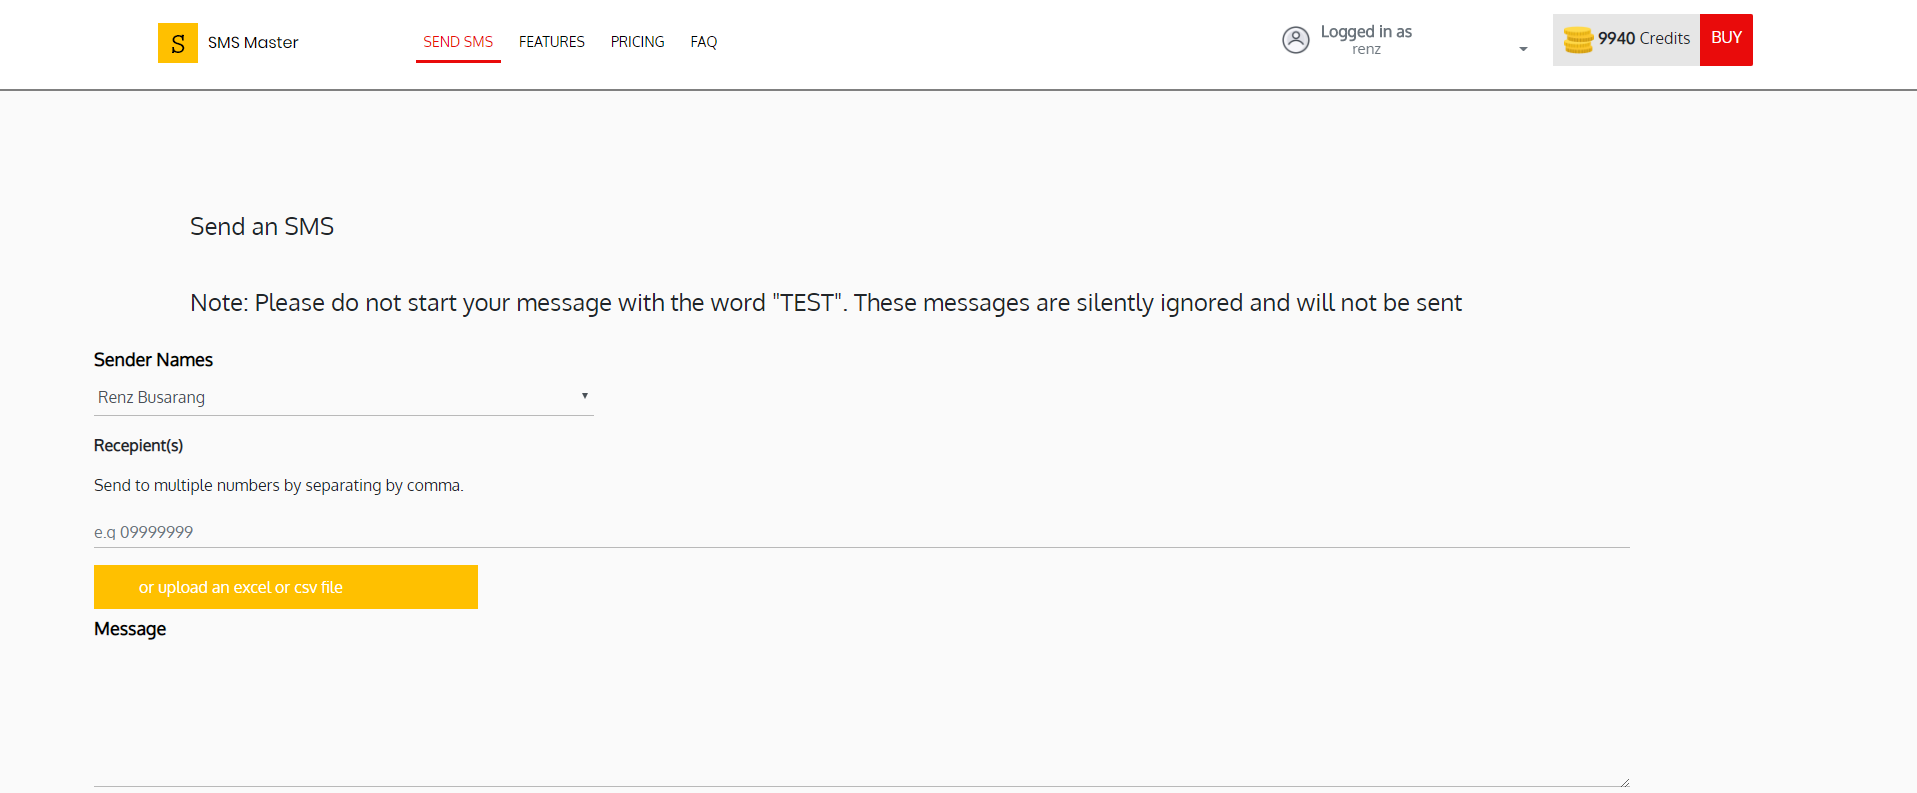 S SMS Master SEND SMS FEATURES PRICING FAQ Logged in as 9940 Credits BUY
renz
Send an SMS
Note: Please do not start your message with the word "TEST". These messages are silently ignored and will not be sent
Sender Names
Renz Busarang
Recepient(s)
Send to multiple numbers by separating by comma.
e.g 09999999
or upload an excel or csv file
Message